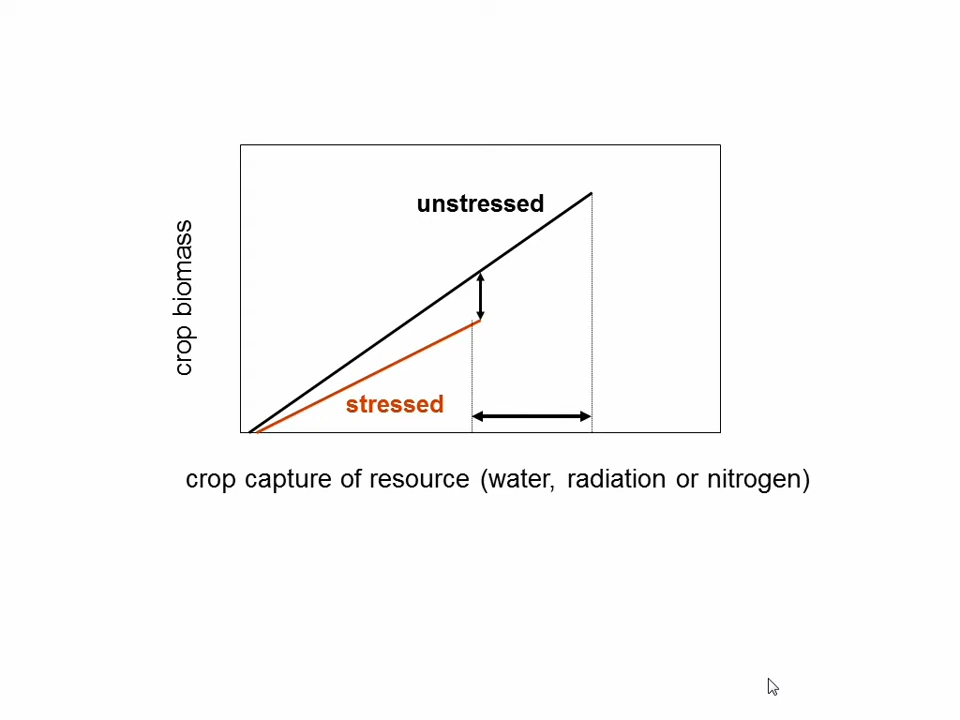 unstressed
crop biomass
stressed
crop capture of resource (water, radiation or nitrogen)